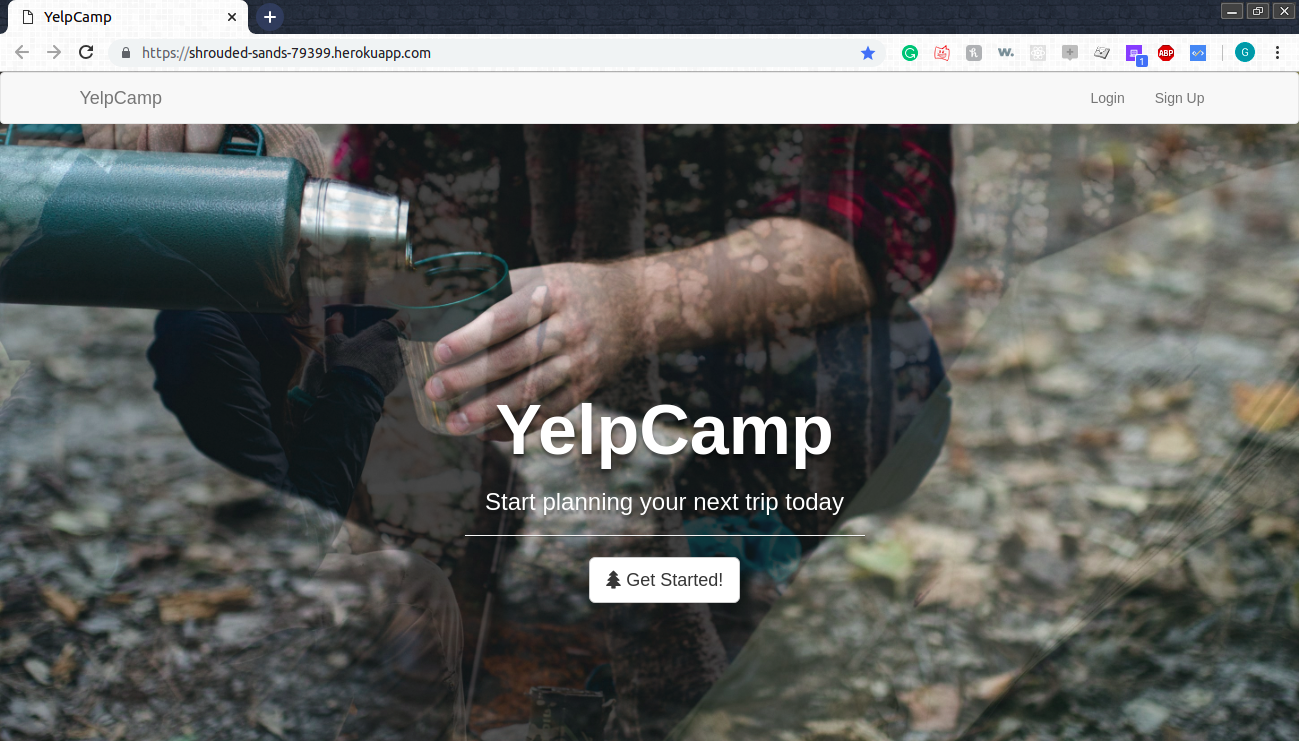 YelpCamp
https://shrouded-sands-79399.herokuapp.com
G
w.
1
ABP
G
YelpCamp
Login
Sign Up
YelpCamp
Start planning your next trip today
Get Started!